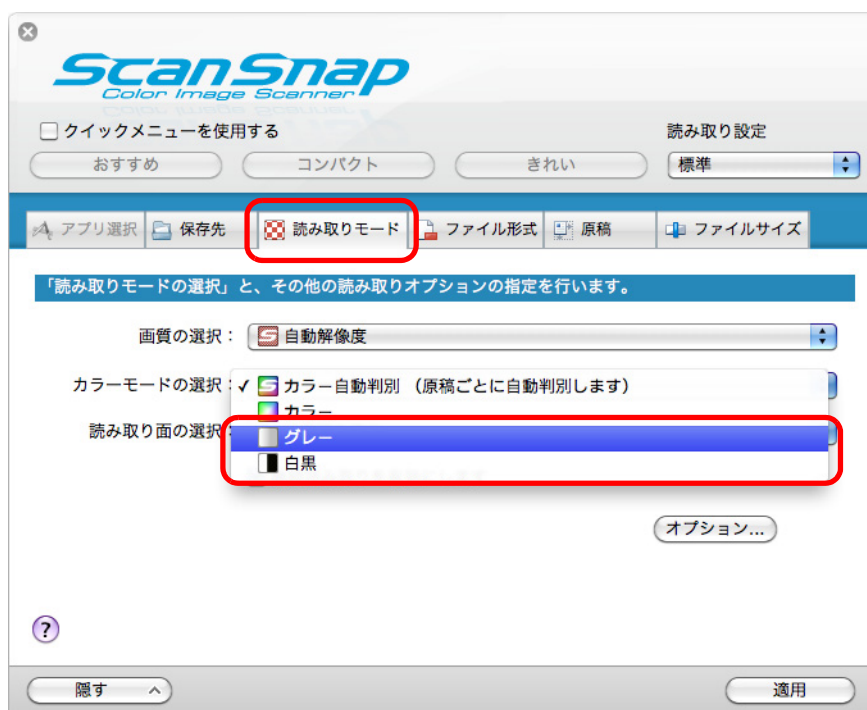 ScanSnap
Color Image Scanner
クイックメニューを使用する
読み取り設定
おすすめ
コンパクト
きれい
標準
アプリ選択
保存先
読み取りモード
ファイル形式
原稿
ファイルサイズ
「読み取りモードの選択」と、その他の読み取りオプションの指定を行います。
画質の選択：
自動解像度
カラーモードの選択：
カラー自動判別 （原稿ごとに自動判別します）
カラー
読み取り面の選択：
グレー
白黒
オプション...
?
隠す
適用